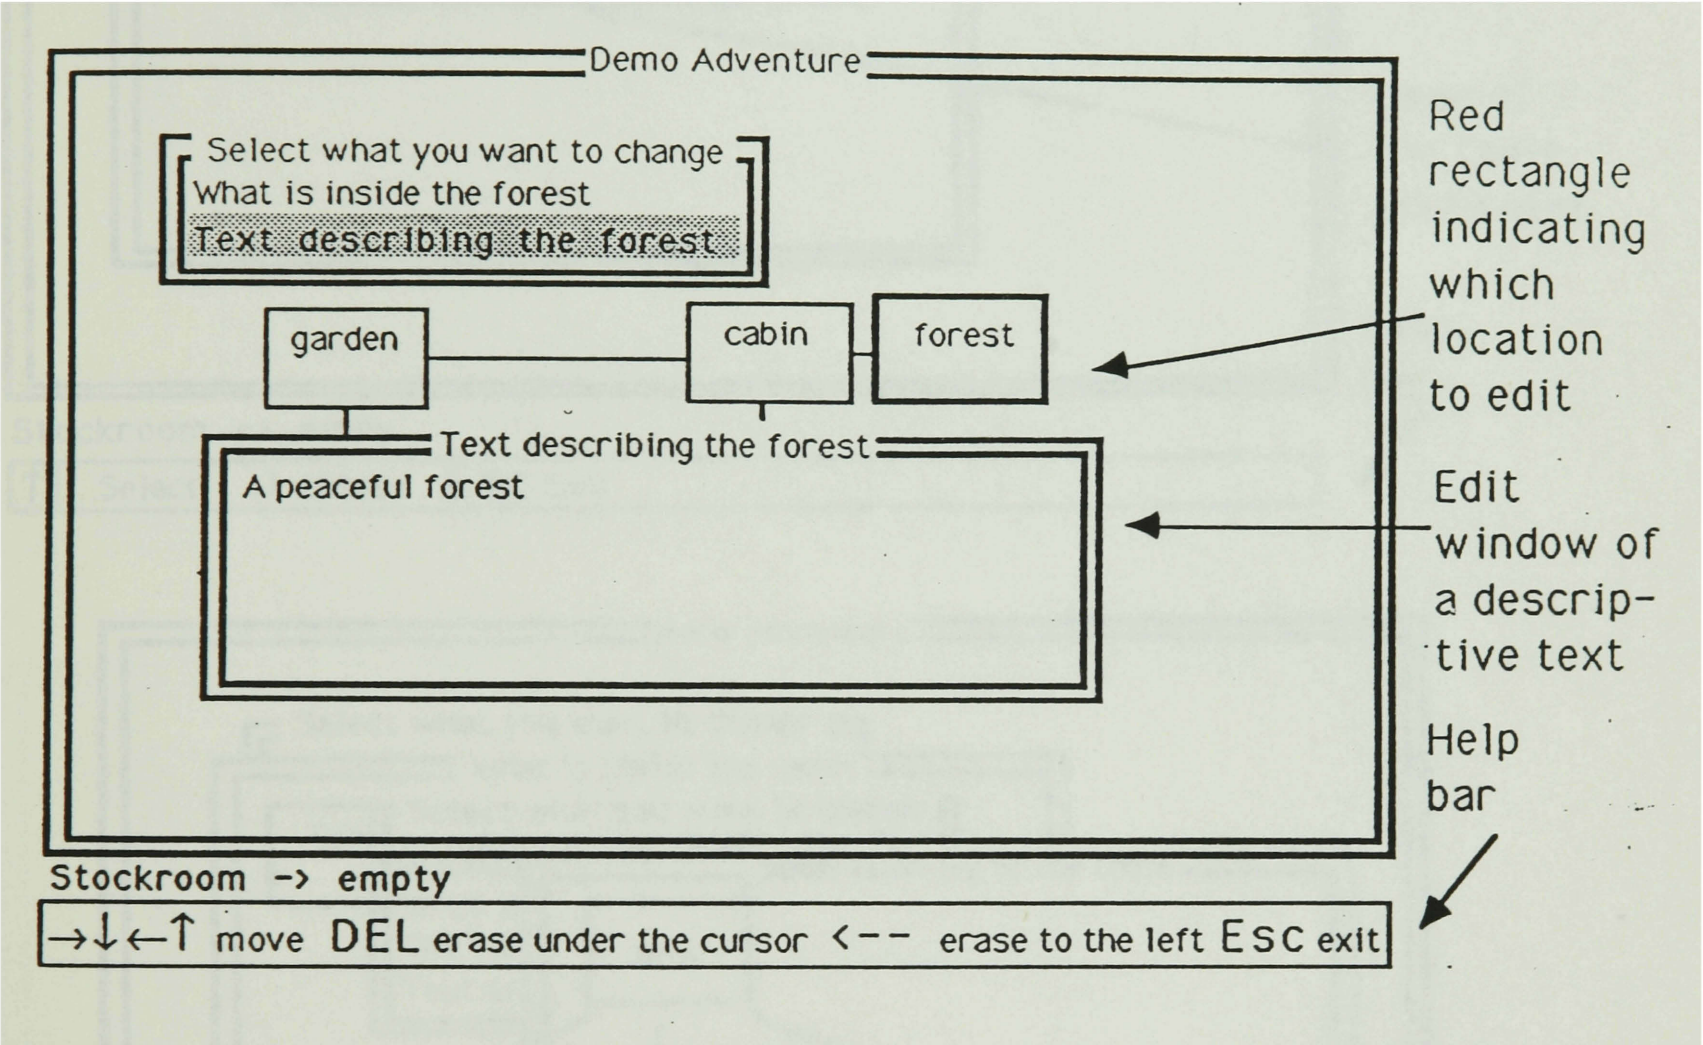 Demo Adventure
Select what you want to change
What is inside the forest
Text describing the forest
garden
cabin
forest
Text describing the forest
A peaceful forest
Stockroom -> empty
→↓←↑ move DEL erase under the cursor <-- erase to the left ESC exit
Red
rectangle
indicating
which
location
to edit
Edit
window of
a descrip-
tive text
Help
bar